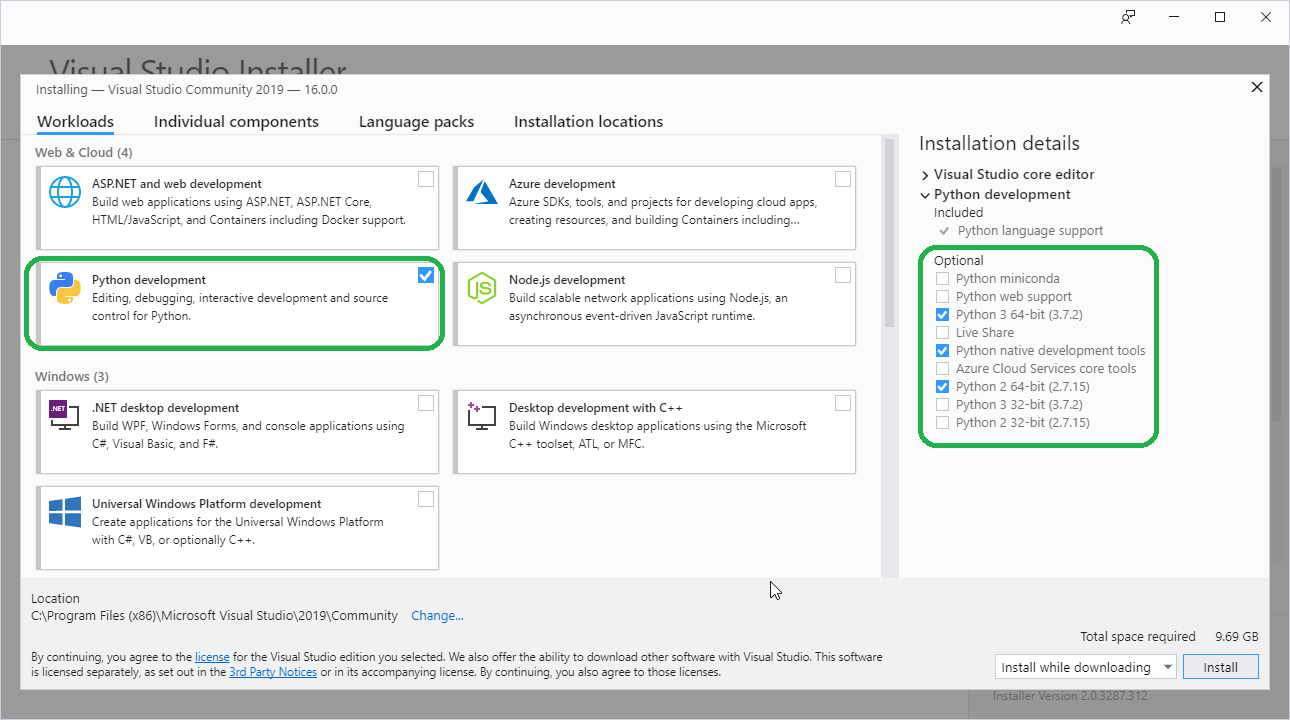 Visual Studio Installer
Installing — Visual Studio Community 2019 — 16.0.0
Workloads
Individual components
Language packs
Installation locations
Web & Cloud (4)
ASP.NET and web development
Build web applications using ASP.NET, ASP.NET Core,
HTML/JavaScript, and Containers including Docker support.
Azure development
Azure SDKs, tools, and projects for developing cloud apps,
creating resources, and building Containers including...
Python development
Editing, debugging, interactive development and source
control for Python.
JS
Node.js development
Build scalable network applications using Node.js, an
asynchronous event-driven JavaScript runtime.
Windows (3)
.NET
.NET desktop development
Build WPF, Windows Forms, and console applications using
C#, Visual Basic, and F#.
Desktop development with C++
Build Windows desktop applications using the Microsoft
C++ toolset, ATL, or MFC.
Universal Windows Platform development
Create applications for the Universal Windows Platform
with C#, VB, or optionally C++.
Installation details
Visual Studio core editor
Python development
Included
Python language support
Optional
Python miniconda
Python web support
Python 3 64-bit (3.7.2)
Live Share
Python native development tools
Azure Cloud Services core tools
Python 2 64-bit (2.7.15)
Python 3 32-bit (3.7.2)
Python 2 32-bit (2.7.15)
Location
C:\Program Files (x86)\Microsoft Visual Studio\2019\Community
Change...
Total space required 9.69 GB
By continuing, you agree to the license for the Visual Studio edition you selected. We also offer the ability to download other software with Visual Studio. This software
is licensed separately, as set out in the 3rd Party Notices or in its accompanying license. By continuing, you also agree to those licenses.
Install while downloading
Install
Installer Version 2.0.3287.312